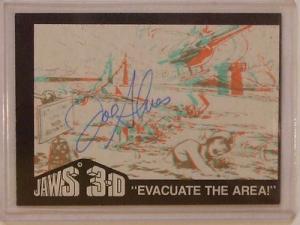 Joe Alves
JAWS 3-D "EVACUATE THE AREA!"